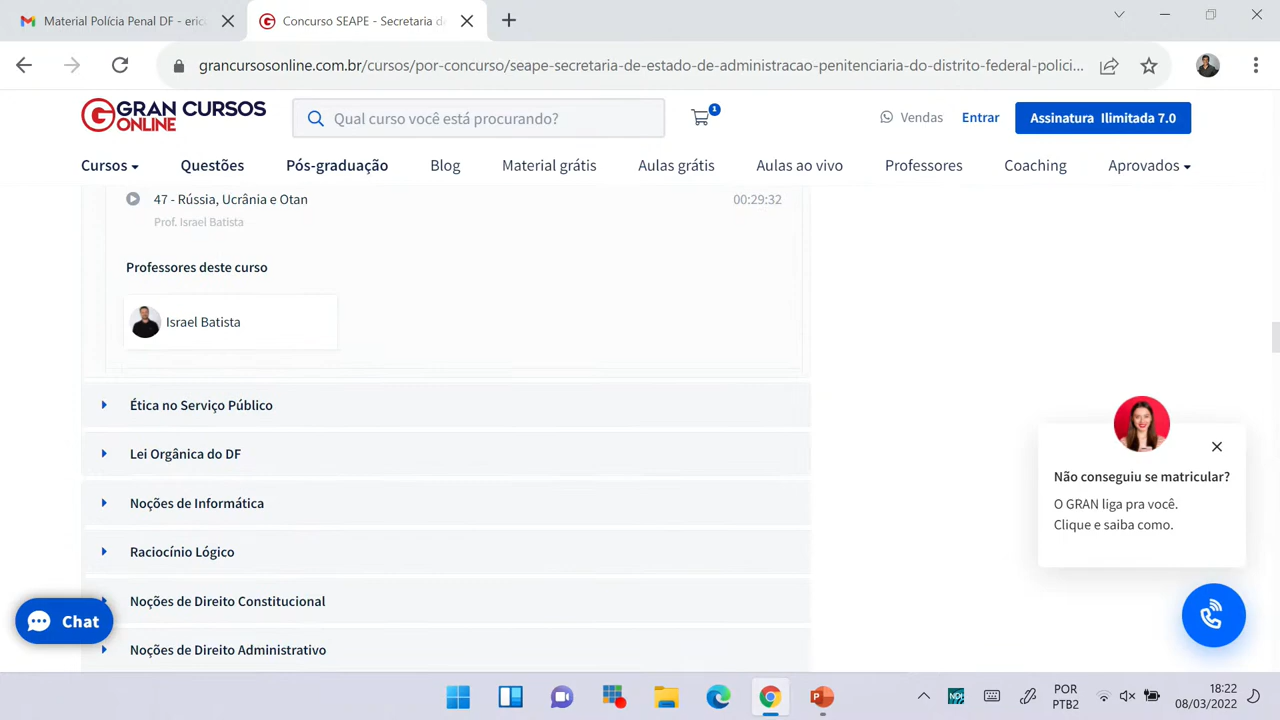 Material Polícia Penal DF - eric
Concurso SEAPE - Secretaria d
grancursosonline.com.br/cursos/por-concurso/seape-secretaria-de-estado-de-administracao-penitenciaria-do-distrito-federal-polici...
GRAN CURSOS
ONLINE
Qual curso você está procurando?
1
Vendas
Entrar
Assinatura Ilimitada 7.0
Cursos
Questões
Pós-graduação
Blog
Material grátis
Aulas grátis
Aulas ao vivo
Professores
Coaching
Aprovados
47 - Rússia, Ucrânia e Otan
00:29:32
Prof. Israel Batista
Professores deste curso
Israel Batista
Ética no Serviço Público
Lei Orgânica do DF
Noções de Informática
Raciocínio Lógico
Noções de Direito Constitucional
Noções de Direito Administrativo
Não conseguiu se matricular?
O GRAN liga pra você.
Clique e saiba como.
Chat
POR
PTB2
18:22
08/03/2022